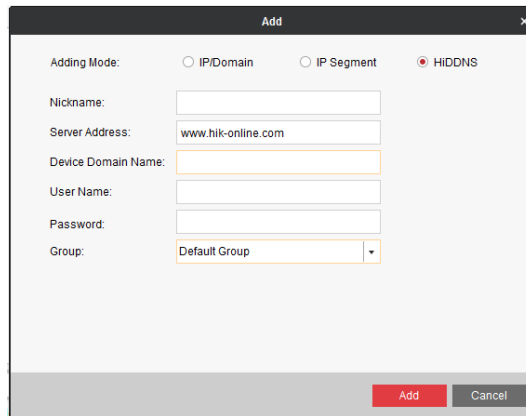 Add
Adding Mode: IP/Domain IP Segment HiDDNS
Nickname:
Server Address: www.hik-online.com
Device Domain Name:
User Name:
Password:
Group: Default Group
Add Cancel